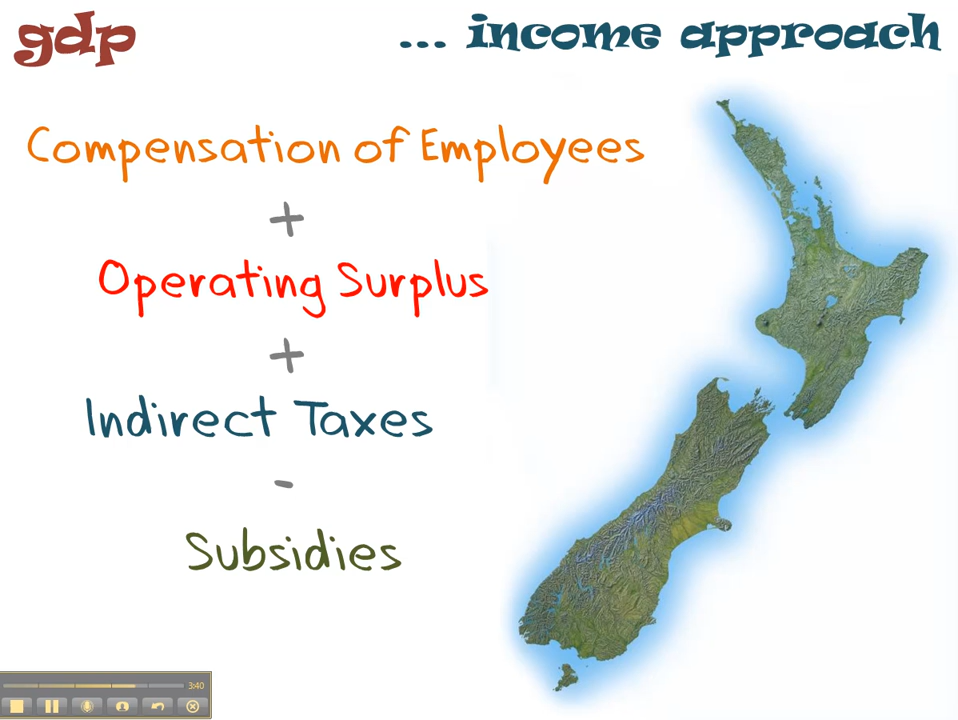 gdp
... income approach
Compensation of Employees
+
Operating Surplus
+
Indirect Taxes
-
Subsidies
3:40